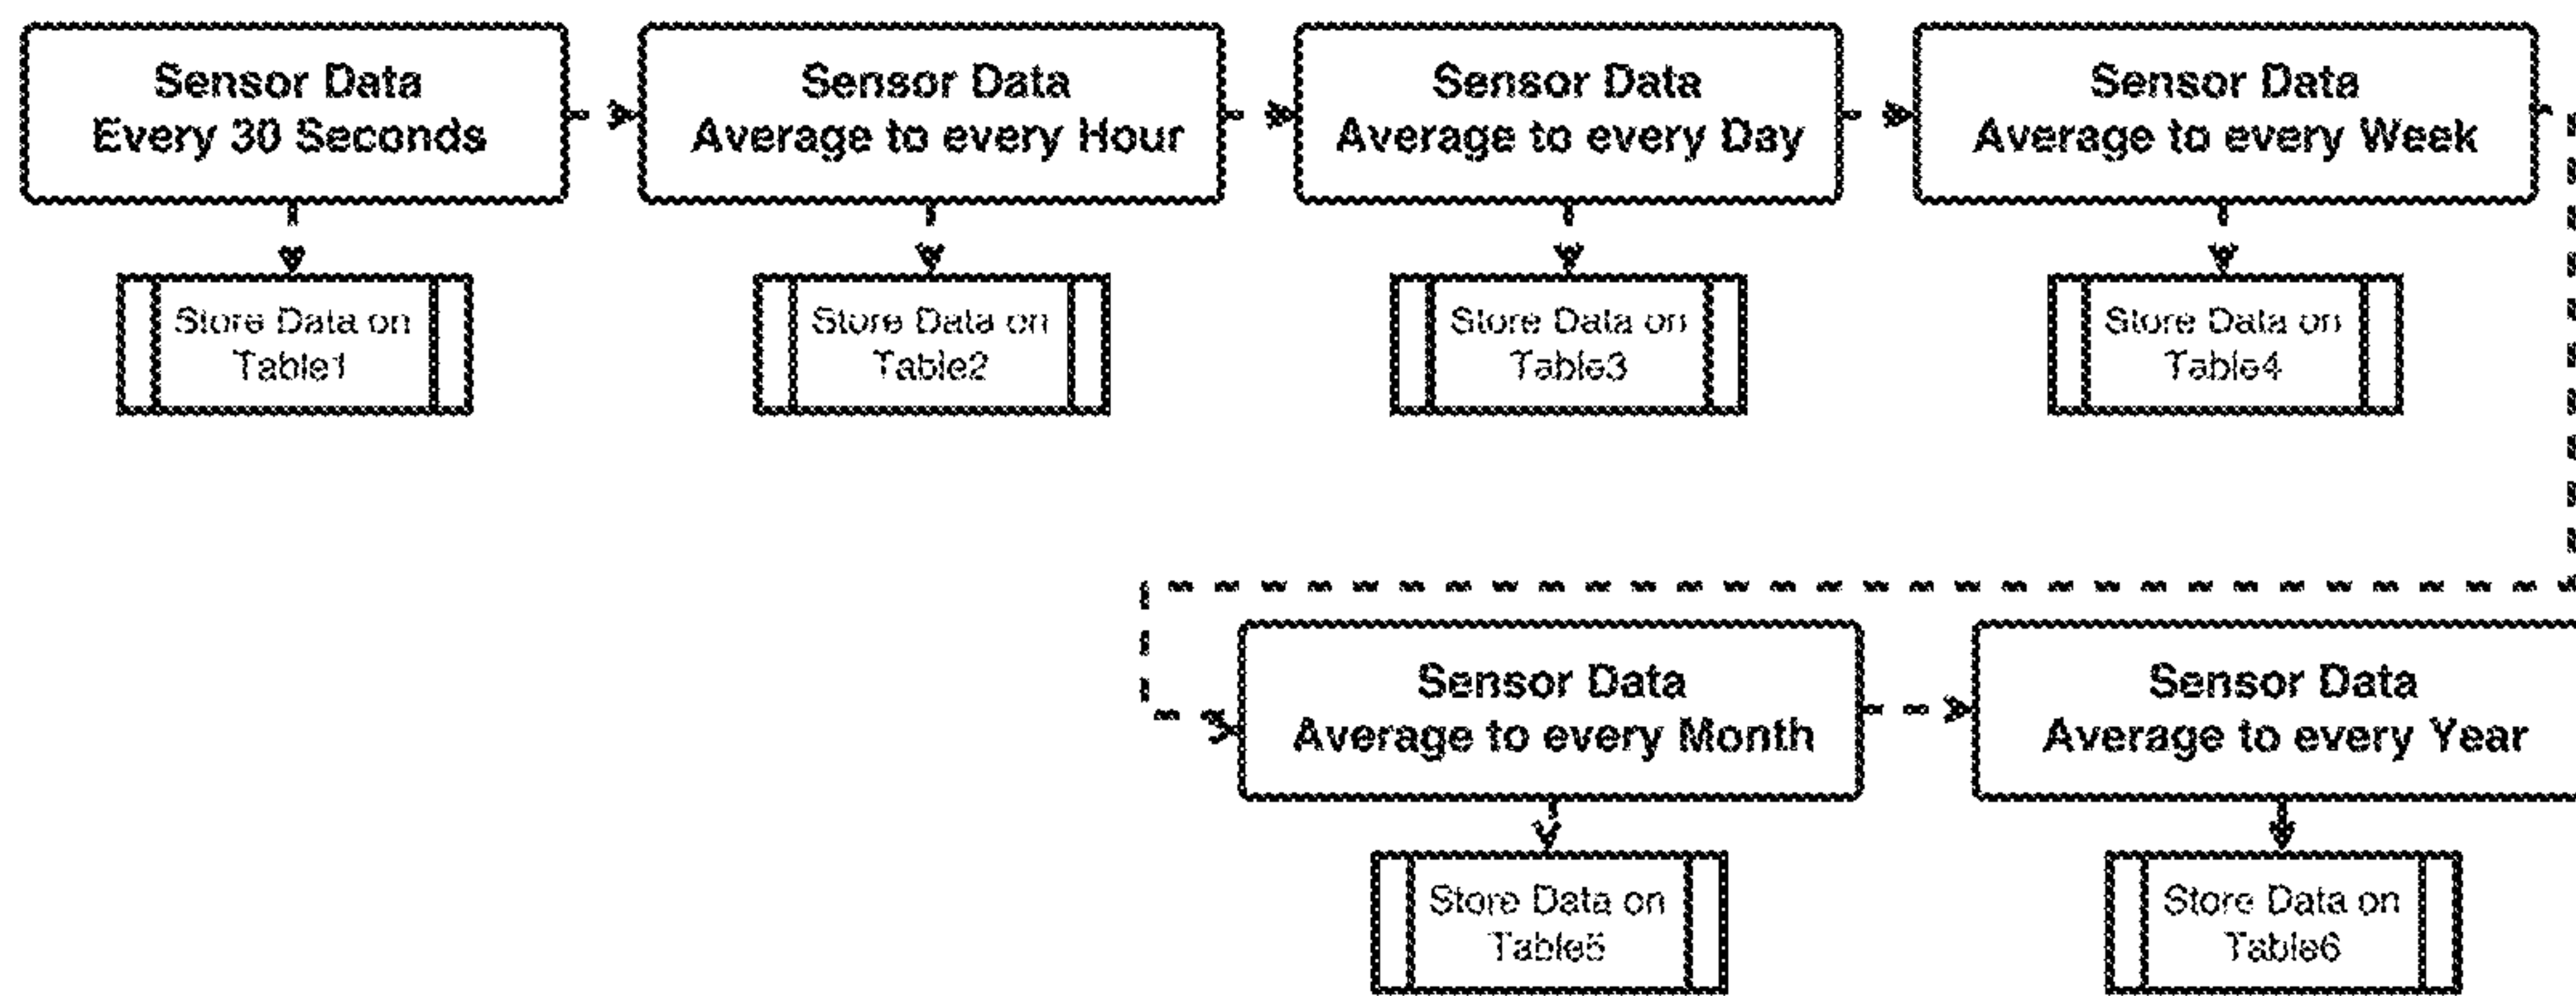 Sensor Data
Every 30 Seconds
Sensor Data
Average to every Hour
Sensor Data
Average to every Day
Sensor Data
Average to every Week
Store Data on
Table1
Store Data on
Table2
Store Data on
Table3
Store Data on
Table4
Sensor Data
Average to every Month
Sensor Data
Average to every Year
Store Data on
Table5
Store Data on
Table6